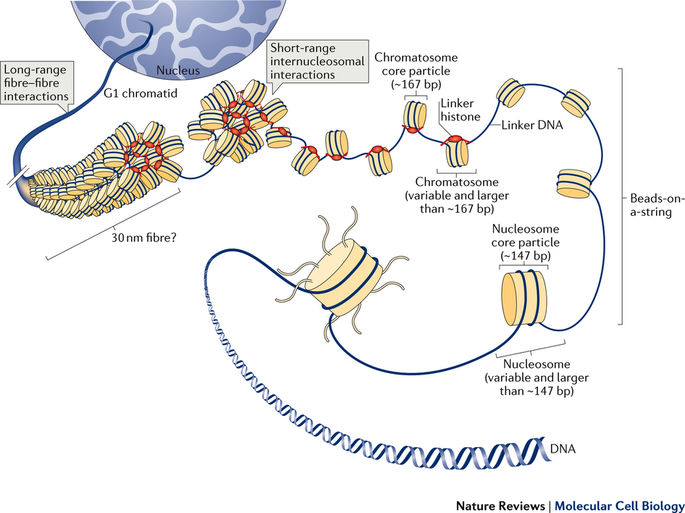 Nucleus
Short-range
internucleosomal
interactions
Long-range
fibre–fibre
interactions
G1 chromatid
30 nm fibre?
Chromatosome
core particle
(~167 bp)
Linker
histone
Linker DNA
Chromatosome
(variable and larger
than ~167 bp)
Beads-on-
a-string
Nucleosome
core particle
(~147 bp)
Nucleosome
(variable and larger
than ~147 bp)
DNA
Nature Reviews | Molecular Cell Biology